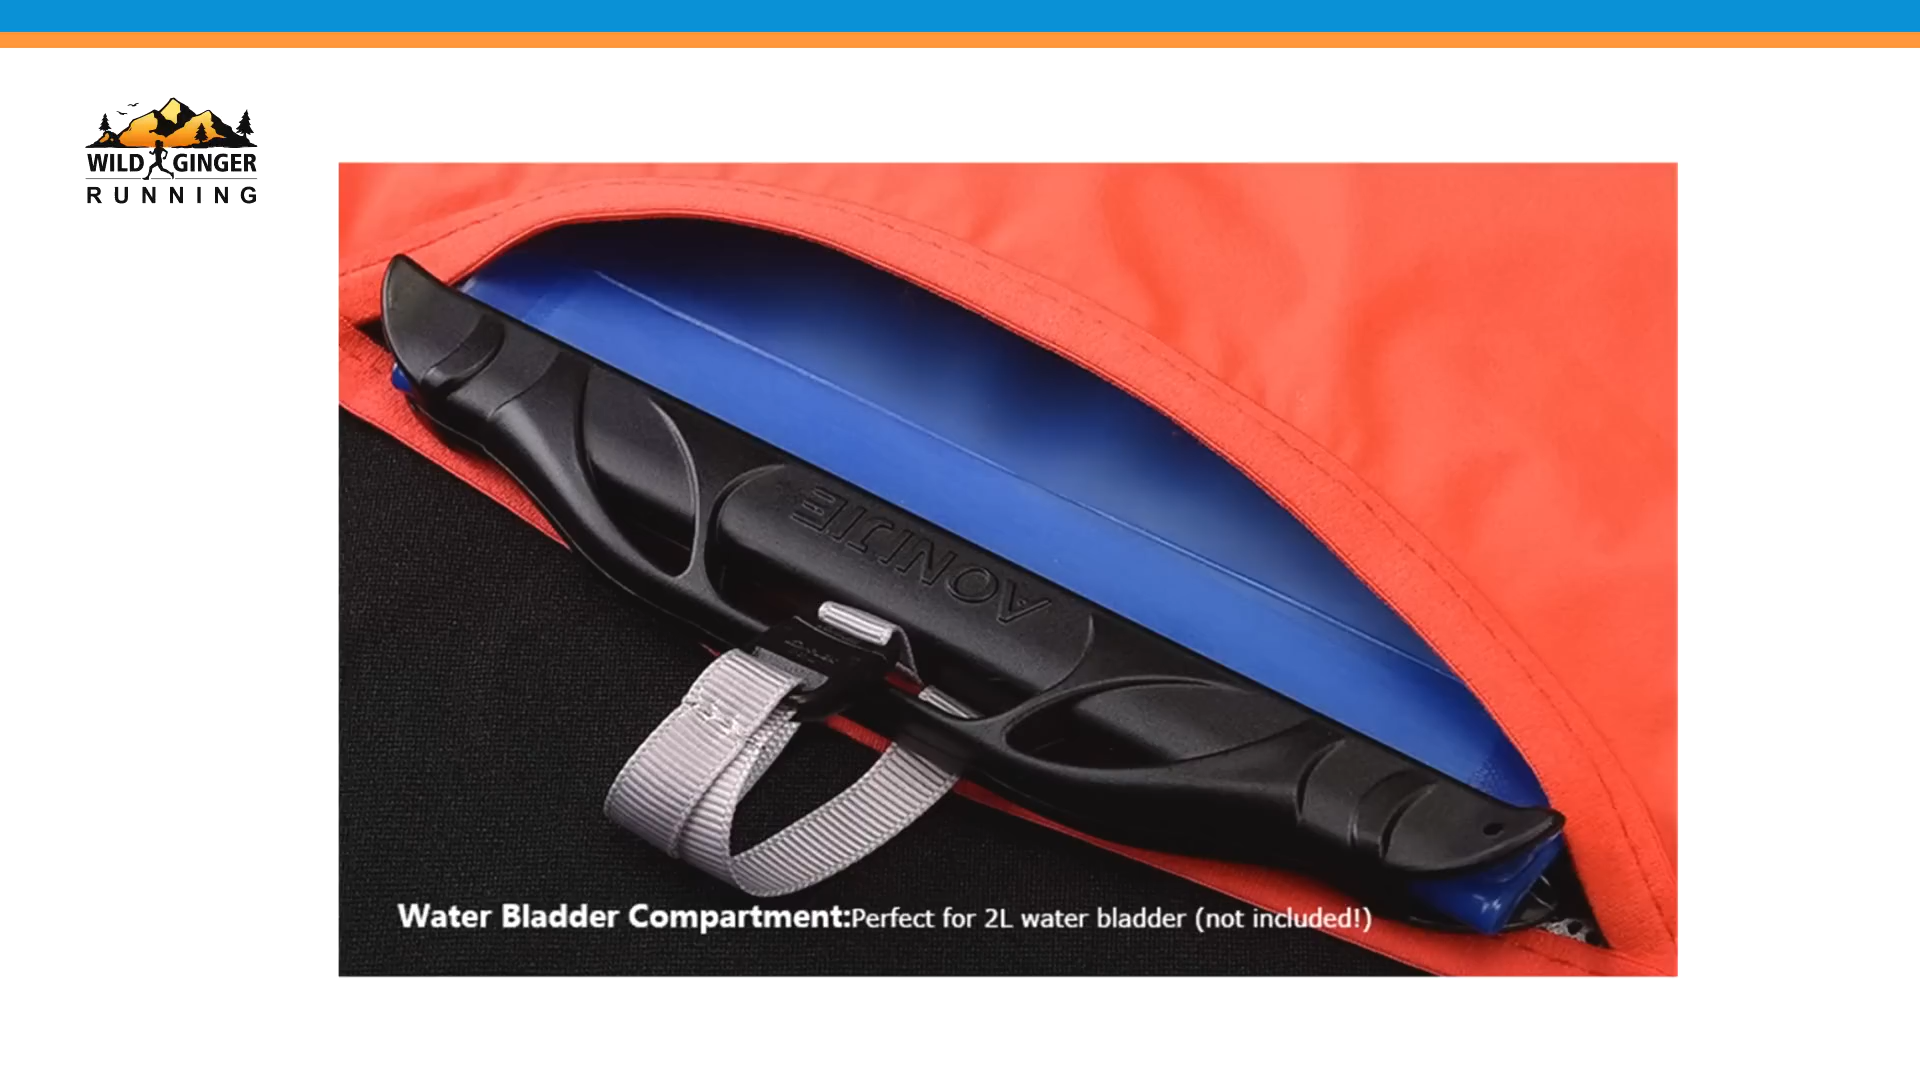 WILD GINGER
RUNNING
AONIJIE
Water Bladder Compartment:Perfect for 2L water bladder (not included!)